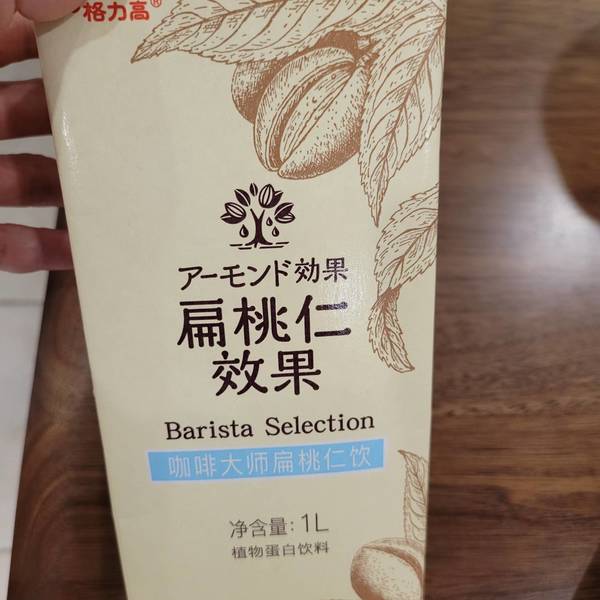 格力高®
アーモンド効果
扁桃仁
效果
Barista Selection
咖啡大师扁桃仁饮
净含量:1L
植物蛋白饮料